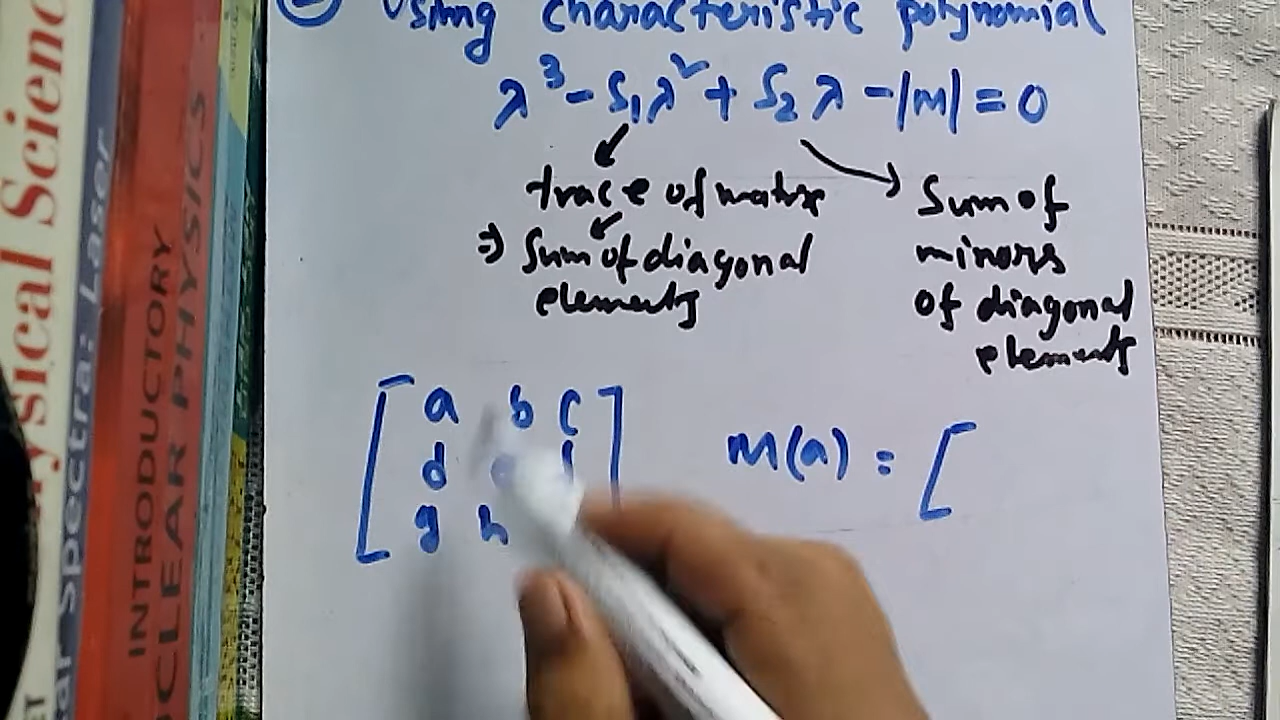 Using characteristic polynomial
λ³ - S₁λ² + S₂λ - |M| = 0
trace of matrix
⇒ Sum of diagonal
elements
Sum of
minors
of diagonal
elements
[ a b c ]
d
g h
M(a) = [
Physical Science
Spectra: Laser
INTRODUCTORY
CLEAR PHYSICS